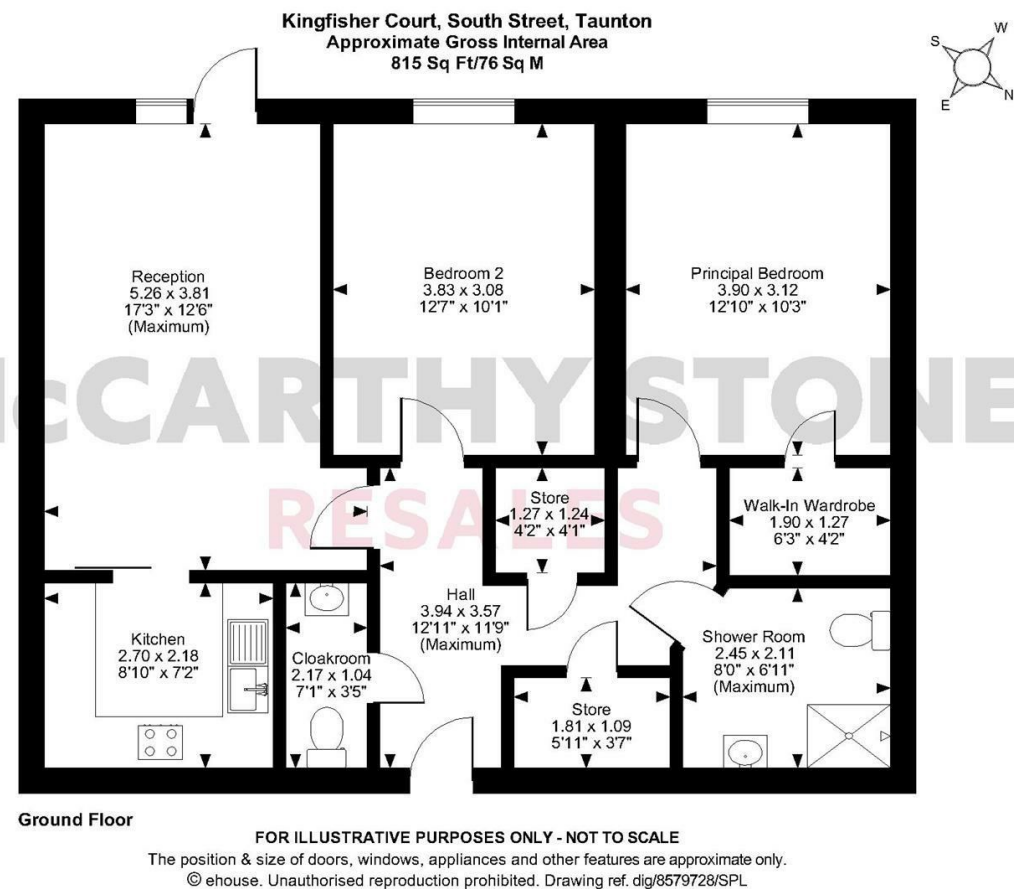 Kingfisher Court, South Street, Taunton
Approximate Gross Internal Area
815 Sq Ft/76 Sq M
S
W
E
N
Reception
5.26 x 3.81
17'3" x 12'6"
(Maximum)
Bedroom 2
3.83 x 3.08
12'7" x 10'1"
Principal Bedroom
3.90 x 3.12
12'10" x 10'3"
McCARTHY STONE
RESALES
Store
1.27 x 1.24
4'2" x 4'1"
Walk-In Wardrobe
1.90 x 1.27
6'3" x 4'2"
Hall
3.94 x 3.57
12'11" x 11'9"
(Maximum)
Kitchen
2.70 x 2.18
8'10" x 7'2"
Cloakroom
2.17 x 1.04
7'1" x 3'5"
Shower Room
2.45 x 2.11
8'0" x 6'11"
(Maximum)
Store
1.81 x 1.09
5'11" x 3'7"
Ground Floor
FOR ILLUSTRATIVE PURPOSES ONLY - NOT TO SCALE
The position & size of doors, windows, appliances and other features are approximate only.
© ehouse. Unauthorised reproduction prohibited. Drawing ref. dig/8579728/SPL